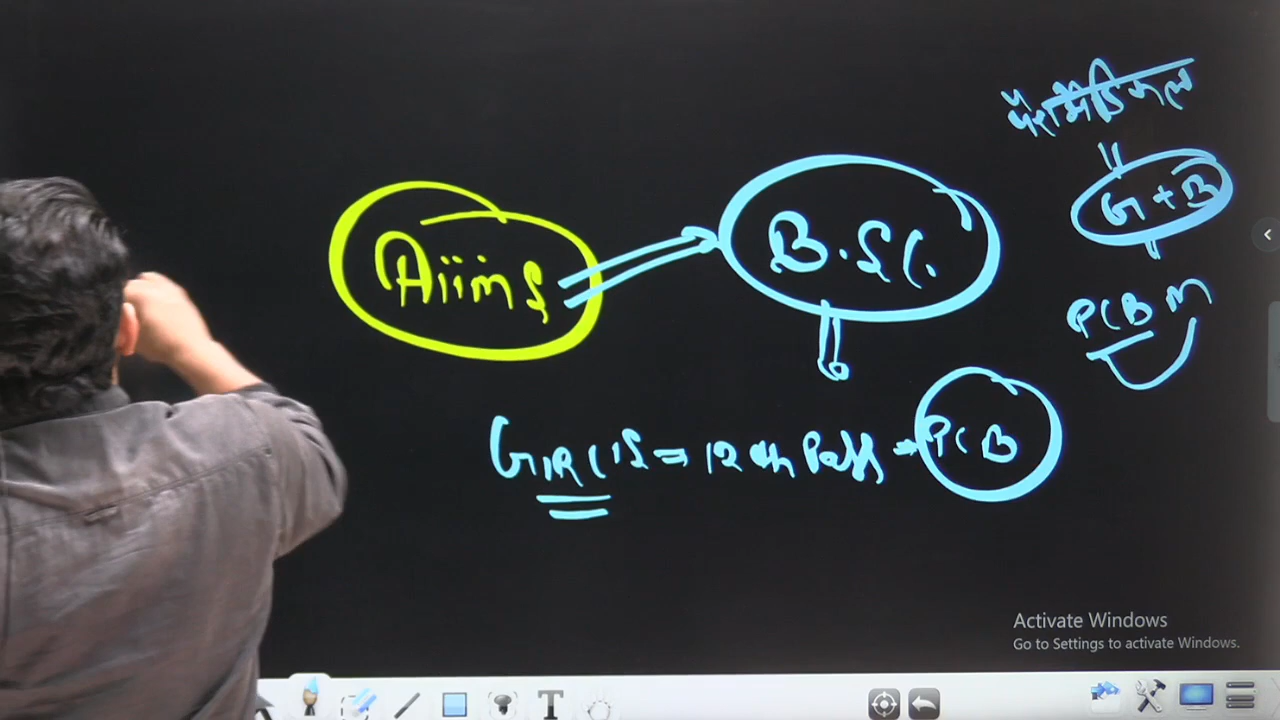 पैरामेडिकल
G+B
PCB M
Aiims
B.SC.
GIRLS = 12th Pass → PCB
Activate Windows
Go to Settings to activate Windows.
T